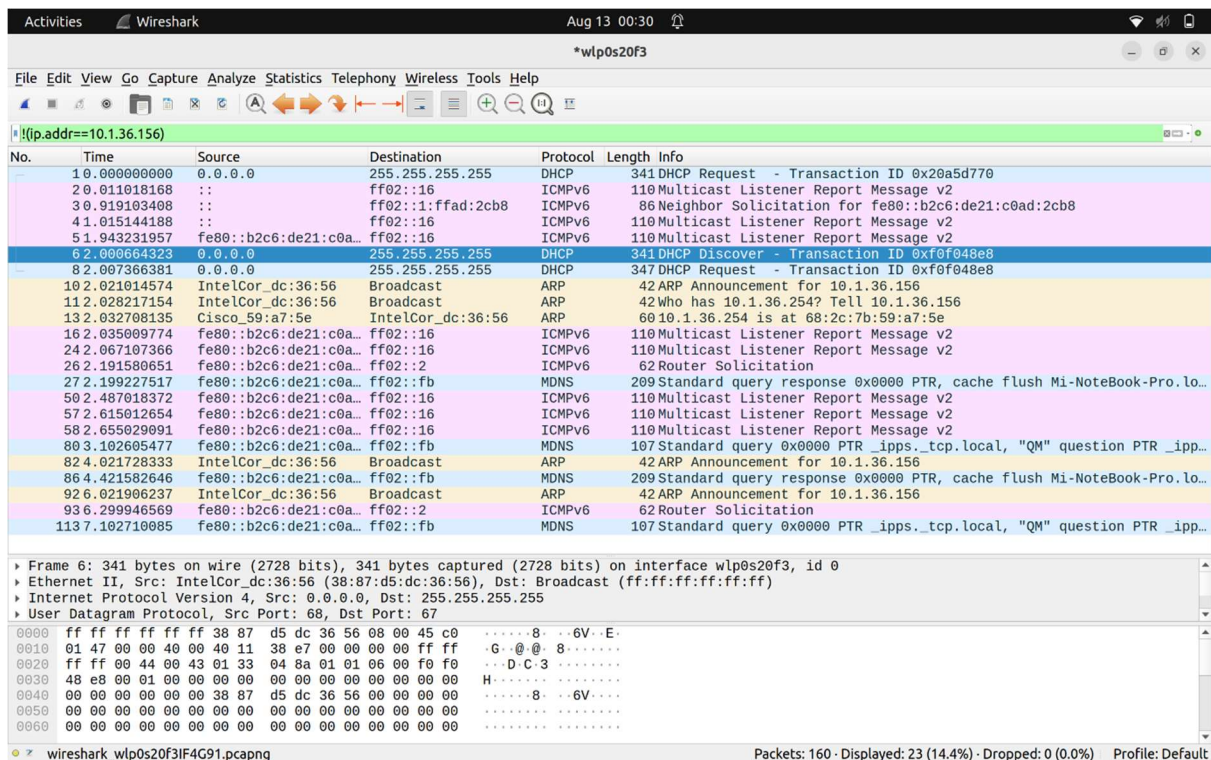 Activities Wireshark Aug 13 00:30
*wlp0s20f3
File Edit View Go Capture Analyze Statistics Telephony Wireless Tools Help
!(ip.addr==10.1.36.156)
No. Time Source Destination Protocol Length Info
1 0.000000000 0.0.0.0 255.255.255.255 DHCP 341 DHCP Request - Transaction ID 0x20a5d770
2 0.011018168 :: ff02::16 ICMPv6 110 Multicast Listener Report Message v2
3 0.919103408 :: ff02::1:ffad:2cb8 ICMPv6 86 Neighbor Solicitation for fe80::b2c6:de21:c0ad:2cb8
4 1.015144188 :: ff02::16 ICMPv6 110 Multicast Listener Report Message v2
5 1.943231957 fe80::b2c6:de21:c0a… ff02::16 ICMPv6 110 Multicast Listener Report Message v2
6 2.000664323 0.0.0.0 255.255.255.255 DHCP 341 DHCP Discover - Transaction ID 0xf0f048e8
8 2.007366381 0.0.0.0 255.255.255.255 DHCP 347 DHCP Request - Transaction ID 0xf0f048e8
10 2.021014574 IntelCor_dc:36:56 Broadcast ARP 42 ARP Announcement for 10.1.36.156
11 2.028217154 IntelCor_dc:36:56 Broadcast ARP 42 Who has 10.1.36.254? Tell 10.1.36.156
13 2.032708135 Cisco_59:a7:5e IntelCor_dc:36:56 ARP 60 10.1.36.254 is at 68:2c:7b:59:a7:5e
16 2.035009774 fe80::b2c6:de21:c0a… ff02::16 ICMPv6 110 Multicast Listener Report Message v2
24 2.067107366 fe80::b2c6:de21:c0a… ff02::16 ICMPv6 110 Multicast Listener Report Message v2
26 2.191580651 fe80::b2c6:de21:c0a… ff02::2 ICMPv6 62 Router Solicitation
27 2.199227517 fe80::b2c6:de21:c0a… ff02::fb MDNS 209 Standard query response 0x0000 PTR, cache flush Mi-NoteBook-Pro.lo…
50 2.487018372 fe80::b2c6:de21:c0a… ff02::16 ICMPv6 110 Multicast Listener Report Message v2
57 2.615012654 fe80::b2c6:de21:c0a… ff02::16 ICMPv6 110 Multicast Listener Report Message v2
58 2.655029091 fe80::b2c6:de21:c0a… ff02::16 ICMPv6 110 Multicast Listener Report Message v2
80 3.102605477 fe80::b2c6:de21:c0a… ff02::fb MDNS 107 Standard query 0x0000 PTR _ipps._tcp.local, "QM" question PTR _ipp…
82 4.021728333 IntelCor_dc:36:56 Broadcast ARP 42 ARP Announcement for 10.1.36.156
86 4.421582646 fe80::b2c6:de21:c0a… ff02::fb MDNS 209 Standard query response 0x0000 PTR, cache flush Mi-NoteBook-Pro.lo…
92 6.021906237 IntelCor_dc:36:56 Broadcast ARP 42 ARP Announcement for 10.1.36.156
93 6.299946569 fe80::b2c6:de21:c0a… ff02::2 ICMPv6 62 Router Solicitation
113 7.102710085 fe80::b2c6:de21:c0a… ff02::fb MDNS 107 Standard query 0x0000 PTR _ipps._tcp.local, "QM" question PTR _ipp…
Frame 6: 341 bytes on wire (2728 bits), 341 bytes captured (2728 bits) on interface wlp0s20f3, id 0
Ethernet II, Src: IntelCor_dc:36:56 (38:87:d5:dc:36:56), Dst: Broadcast (ff:ff:ff:ff:ff:ff)
Internet Protocol Version 4, Src: 0.0.0.0, Dst: 255.255.255.255
User Datagram Protocol, Src Port: 68, Dst Port: 67
0000 ff ff ff ff ff ff 38 87 d5 dc 36 56 08 00 45 c0 ······8· ··6V··E·
0010 01 47 00 00 40 00 40 11 38 e7 00 00 00 00 ff ff ·G··@·@· 8·······
0020 ff ff 00 44 00 43 01 33 04 8a 01 01 06 00 f0 f0 ···D·C·3 ········
0030 48 e8 00 01 00 00 00 00 00 00 00 00 00 00 00 00 H······· ········
0040 00 00 00 00 00 00 38 87 d5 dc 36 56 00 00 00 00 ······8· ··6V····
0050 00 00 00 00 00 00 00 00 00 00 00 00 00 00 00 00 ········ ········
0060 00 00 00 00 00 00 00 00 00 00 00 00 00 00 00 00 ········ ········
wireshark_wlp0s20f3IF4G91.pcapng Packets: 160 · Displayed: 23 (14.4%) · Dropped: 0 (0.0%) Profile: Default